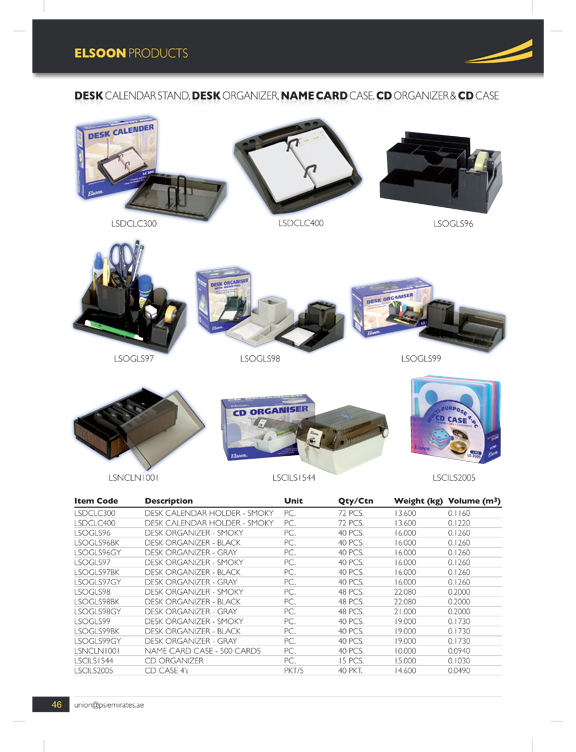 ELSOON PRODUCTS
DESK CALENDAR STAND, DESK ORGANIZER, NAME CARD CASE, CD ORGANIZER & CD CASE
DESK CALENDER
Elsoon
LSDCLC300
LSDCLC400
LSOGLS96
DESK ORGANISER
Elsoon
DESK ORGANISER
LSOGLS97
LSOGLS98
LSOGLS99
CD ORGANISER
Elsoon
MULTI-PURPOSE 4 PC.
CD CASE
LSNCLN1001
LSCILS1544
LSCILS2005
Item Code Description Unit Qty/Ctn Weight (kg) Volume (m³)
LSDCLC300 DESK CALENDAR HOLDER - SMOKY PC. 72 PCS. 13.600 0.1160
LSDCLC400 DESK CALENDAR HOLDER - SMOKY PC. 72 PCS. 13.600 0.1220
LSOGLS96 DESK ORGANIZER - SMOKY PC. 40 PCS. 16.000 0.1260
LSOGLS96BK DESK ORGANIZER - BLACK PC. 40 PCS. 16.000 0.1260
LSOGLS96GY DESK ORGANIZER - GRAY PC. 40 PCS. 16.000 0.1260
LSOGLS97 DESK ORGANIZER - SMOKY PC. 40 PCS. 16.000 0.1260
LSOGLS97BK DESK ORGANIZER - BLACK PC. 40 PCS. 16.000 0.1260
LSOGLS97GY DESK ORGANIZER - GRAY PC. 40 PCS. 16.000 0.1260
LSOGLS98 DESK ORGANIZER - SMOKY PC. 48 PCS. 22.080 0.2000
LSOGLS98BK DESK ORGANIZER - BLACK PC. 48 PCS. 22.080 0.2000
LSOGLS98GY DESK ORGANIZER - GRAY PC. 48 PCS. 21.000 0.2000
LSOGLS99 DESK ORGANIZER - SMOKY PC. 40 PCS. 19.000 0.1730
LSOGLS99BK DESK ORGANIZER - BLACK PC. 40 PCS. 19.000 0.1730
LSOGLS99GY DESK ORGANIZER - GRAY PC. 40 PCS. 19.000 0.1730
LSNCLN1001 NAME CARD CASE - 500 CARDS PC. 40 PCS. 10.000 0.0940
LSCILS1544 CD ORGANIZER PC. 15 PCS. 15.000 0.1030
LSCILS2005 CD CASE 4's PKT/5 40 PKT. 14.600 0.0490
46 union@psiemirates.ae